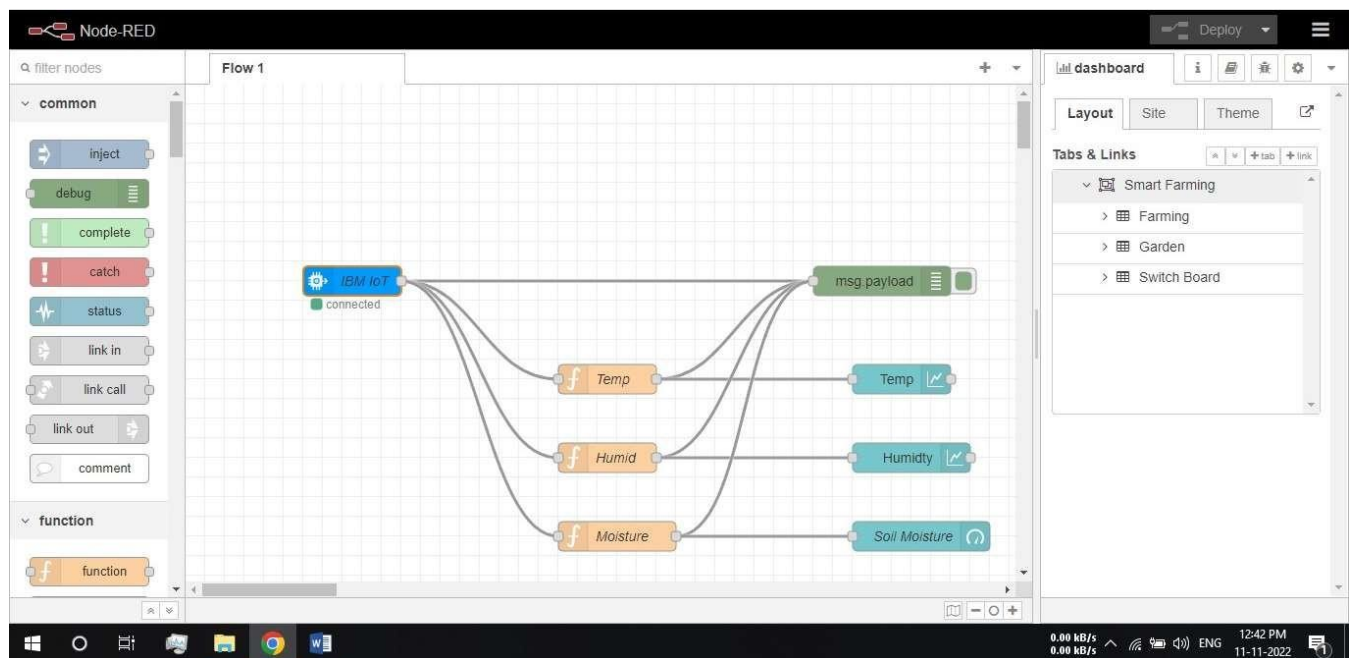 Node-RED
Deploy
filter nodes
Flow 1
dashboard
i
common
Layout
Site
Theme
inject
debug
complete
catch
status
link in
link call
link out
comment
function
function
Tabs & Links
+ tab
+ link
Smart Farming
Farming
Garden
Switch Board
IBM IoT
connected
msg.payload
Temp
Temp
Humid
Humidty
Moisture
Soil Moisture
0.00 kB/s
0.00 kB/s
ENG
12:42 PM
11-11-2022
1